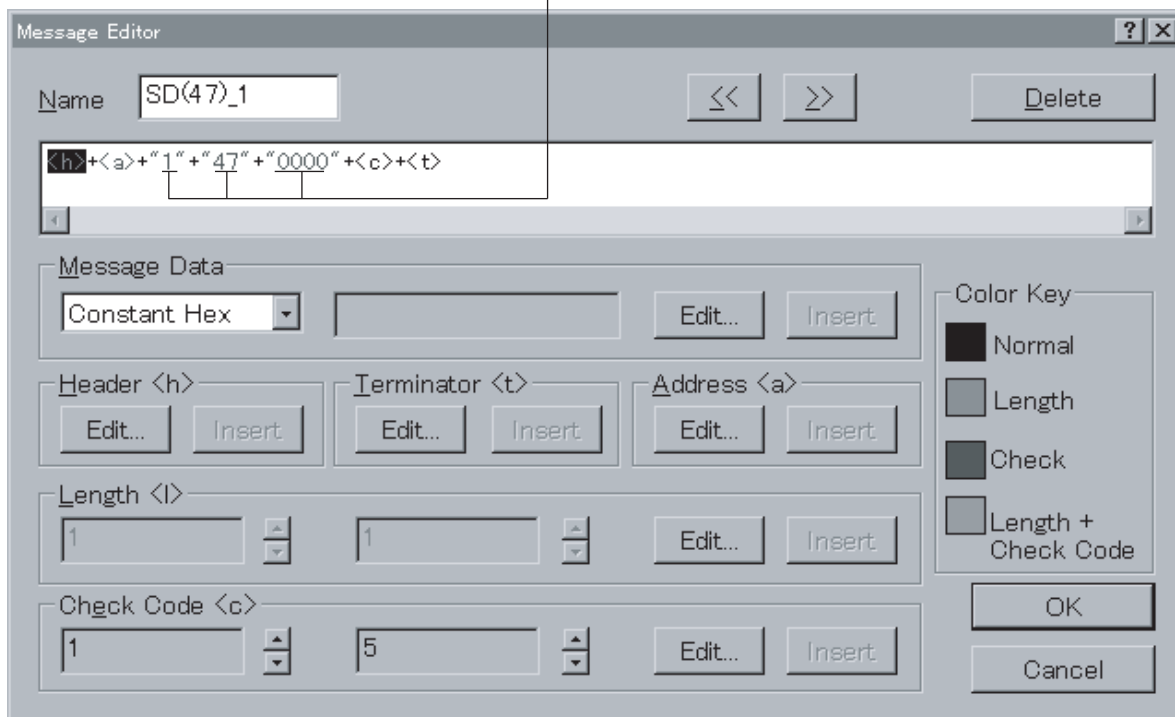 Message Editor ? ×
Name SD(47)_1 << >> Delete
<h>+<a>+"1"+"47"+"0000"+<c>+<t>
Message Data
Constant Hex Edit... Insert
Color Key
Normal
Length
Check
Length +
Check Code
Header <h> Terminator <t> Address <a>
Edit... Insert Edit... Insert Edit... Insert
Length <l>
1 1 Edit... Insert
Check Code <c>
1 5 Edit... Insert
OK
Cancel